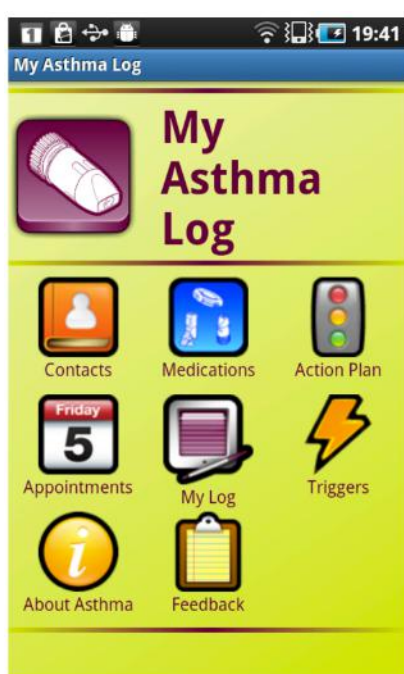 1 19:41
My Asthma Log
My
Asthma
Log
Contacts Medications Action Plan
Friday
5
Appointments My Log Triggers
i
About Asthma Feedback